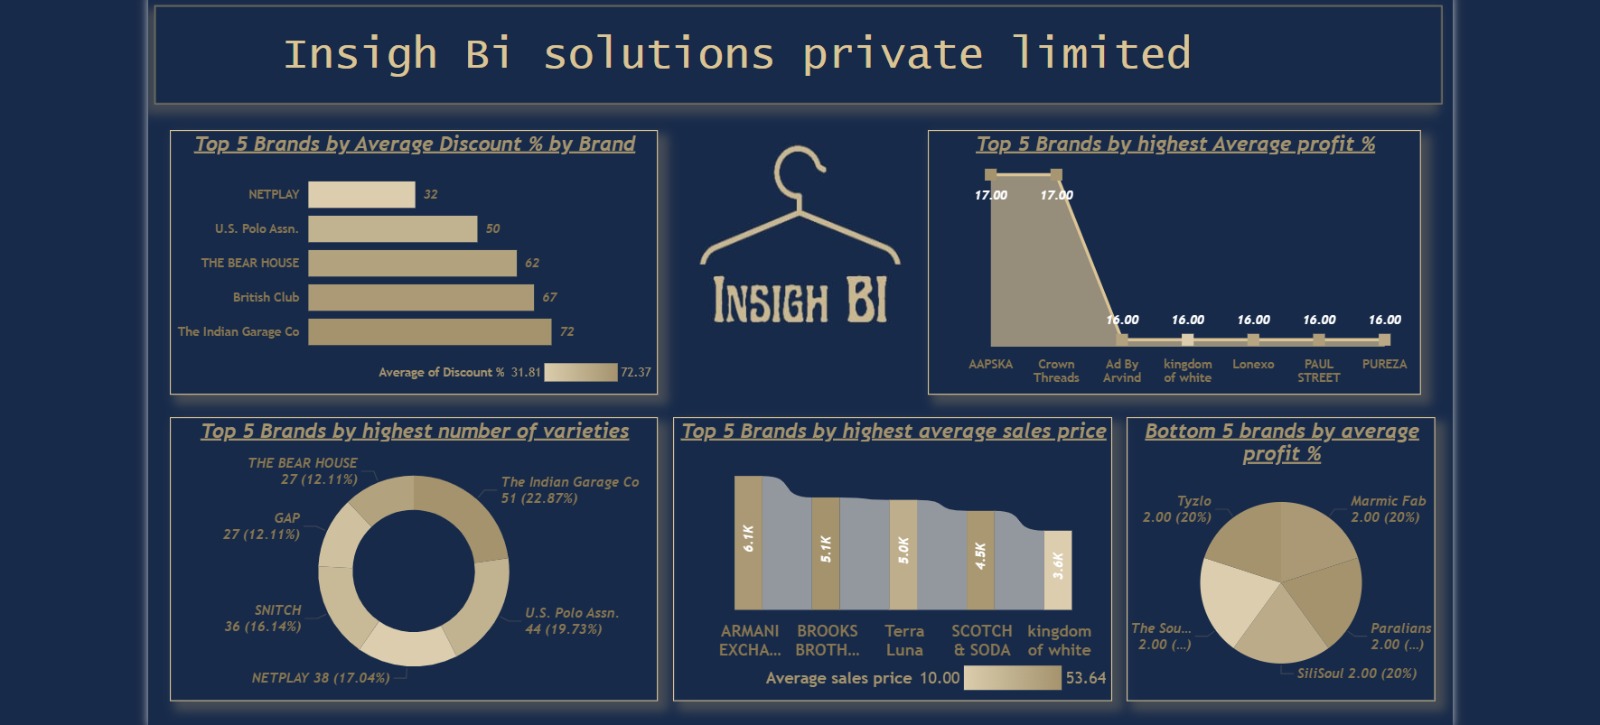 Insigh Bi solutions private limited
Top 5 Brands by Average Discount % by Brand
NETPLAY 32
U.S. Polo Assn. 50
THE BEAR HOUSE 62
British Club 67
The Indian Garage Co 72
Average of Discount % 31.81 72.37
INSIGH BI
Top 5 Brands by highest Average profit %
17.00 17.00
16.00 16.00 16.00 16.00 16.00
AAPSKA Crown Ad By kingdom Lonexo PAUL PUREZA
Threads Arvind of white STREET
Top 5 Brands by highest number of varieties
THE BEAR HOUSE
27 (12.11%)
The Indian Garage Co
51 (22.87%)
GAP
27 (12.11%)
SNITCH
36 (16.14%)
U.S. Polo Assn.
44 (19.73%)
NETPLAY 38 (17.04%)
Top 5 Brands by highest average sales price
6.1K 5.1K 5.0K 4.5K 3.6K
ARMANI BROOKS Terra SCOTCH kingdom
EXCHA... BROTH... Luna & SODA of white
Average sales price 10.00 53.64
Bottom 5 brands by average
profit %
Tyzlo
2.00 (20%)
Marmic Fab
2.00 (20%)
The Sou...
2.00 (...)
Paralians
2.00 (...)
SiliSoul 2.00 (20%)